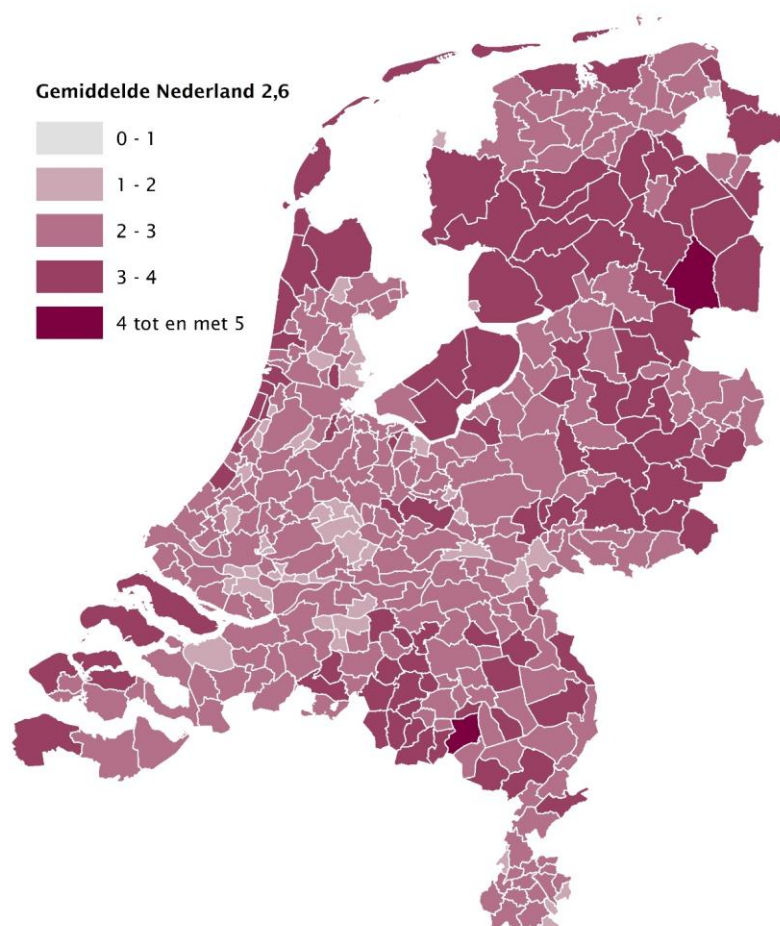 Gemiddelde Nederland 2,6
0 - 1
1 - 2
2 - 3
3 - 4
4 tot en met 5